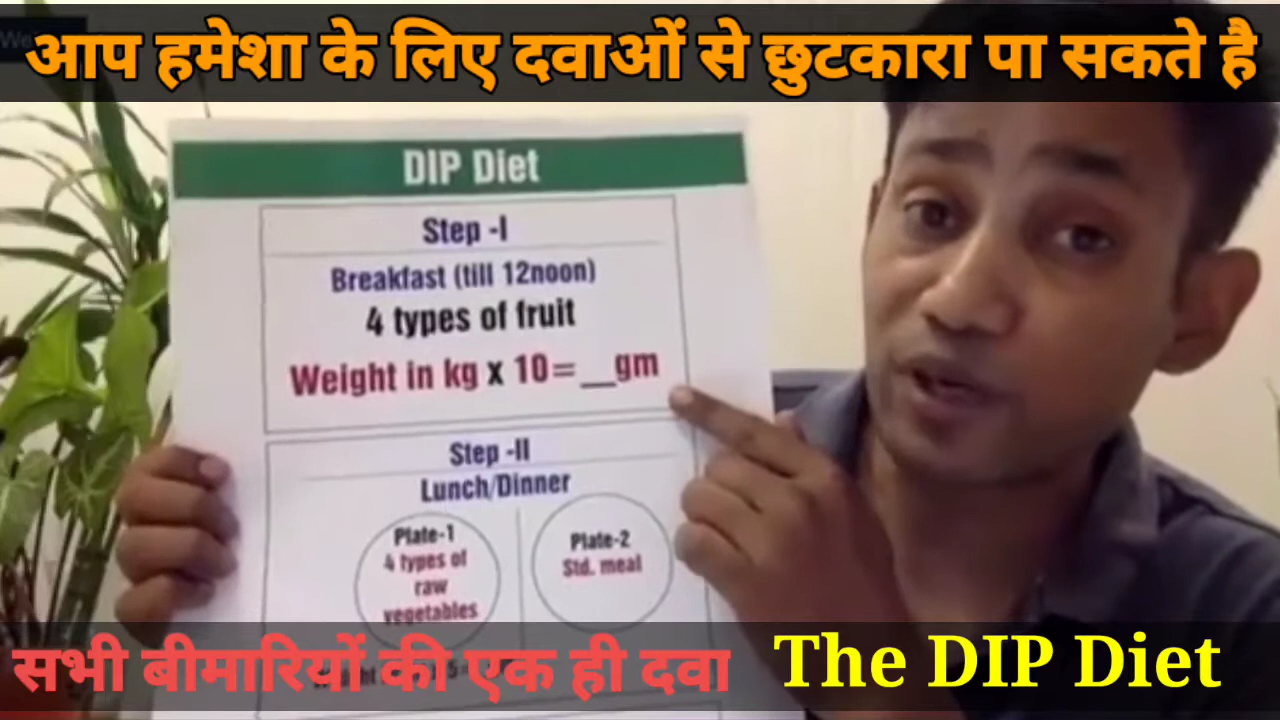 आप हमेशा के लिए दवाओं से छुटकारा पा सकते है
DIP Diet
Step -I
Breakfast (till 12noon)
4 types of fruit
Weight in kg x 10=__gm
Step -II
Lunch/Dinner
Plate-1
4 types of
raw
vegetables
Plate-2
Std. meal
सभी बीमारियों की एक ही दवा
The DIP Diet